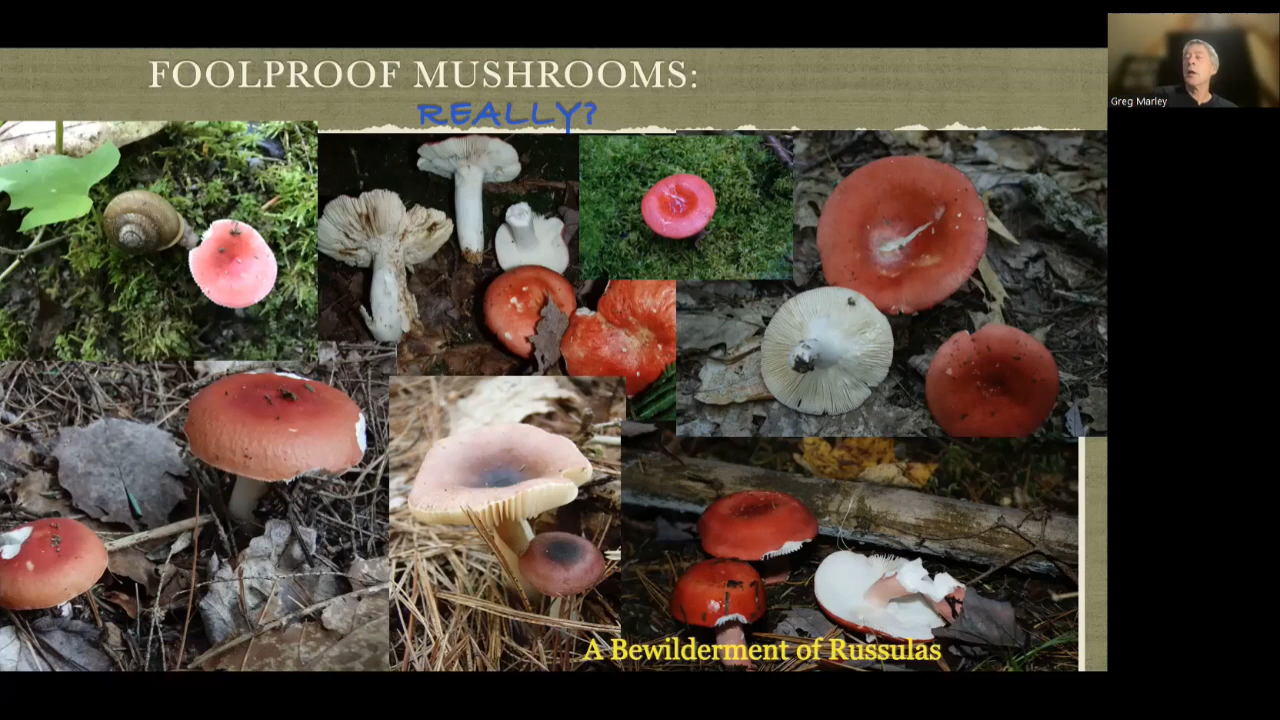 FOOLPROOF MUSHROOMS:
REALLY?
Greg Marley
A Bewilderment of Russulas